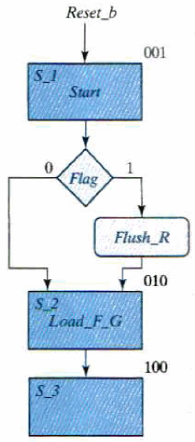 Reset_b
001
S_1
Start
0
Flag
1
Flush_R
010
S_2
Load_F_G
100
S_3